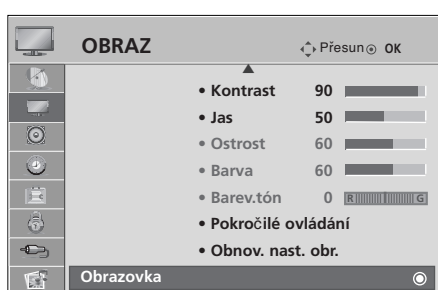 OBRAZ Přesun OK
• Kontrast 90
• Jas 50
• Ostrost 60
• Barva 60
• Barev.tón 0 R G
• Pokročilé ovládání
• Obnov. nast. obr.
Obrazovka